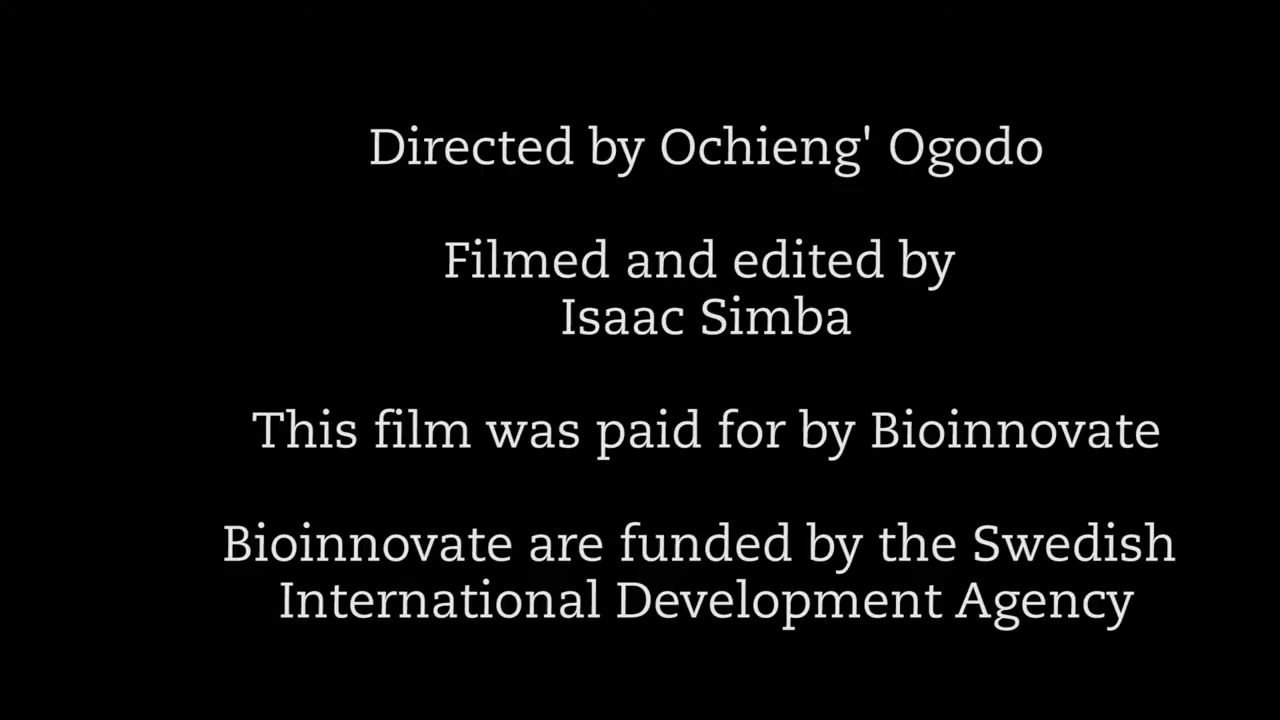 Directed by Ochieng' Ogodo
Filmed and edited by
Isaac Simba
This film was paid for by Bioinnovate
Bioinnovate are funded by the Swedish
International Development Agency